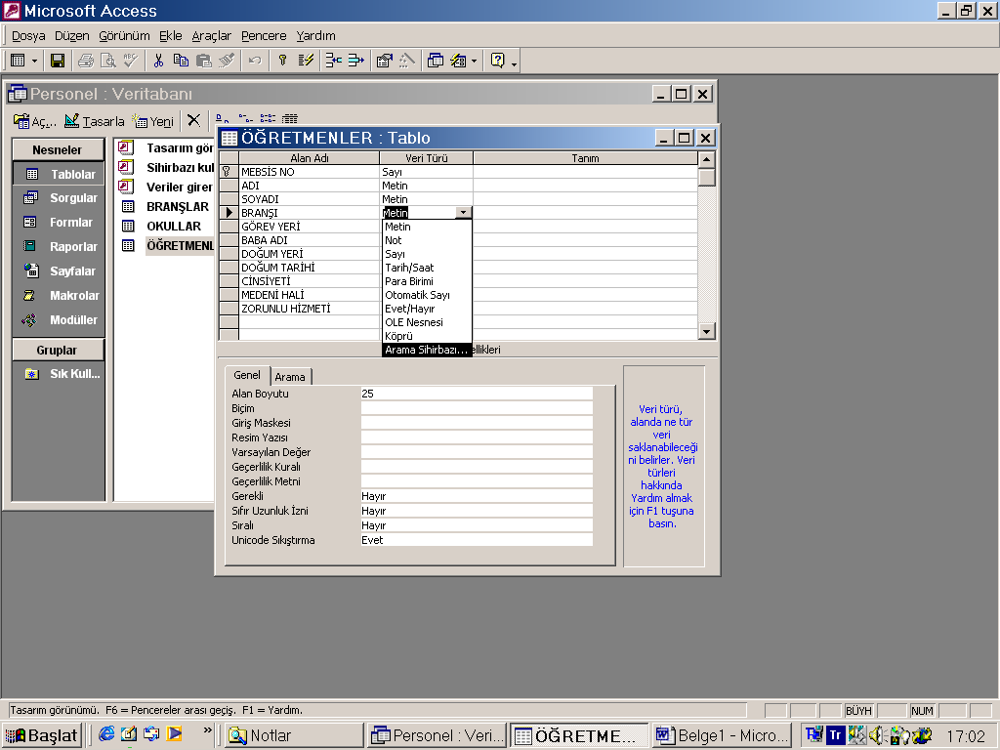 Microsoft Access
Dosya Düzen Görünüm Ekle Araçlar Pencere Yardım
Personel : Veritabanı
Aç... Tasarla Yeni
Nesneler
Tablolar
Sorgular
Formlar
Raporlar
Sayfalar
Makrolar
Modüller
Gruplar
Sık Kull...
Tasarım gör
Sihirbazı kul
Veriler girer
BRANŞLAR
OKULLAR
ÖĞRETMENL
ÖĞRETMENLER : Tablo
Alan Adı Veri Türü Tanım
MEBSİS NO Sayı
ADI Metin
SOYADI Metin
BRANŞI Metin
GÖREV YERİ
BABA ADI
DOĞUM YERİ
DOĞUM TARİHİ
CİNSİYETİ
MEDENİ HALİ
ZORUNLU HİZMETİ
Metin
Not
Sayı
Tarih/Saat
Para Birimi
Otomatik Sayı
Evet/Hayır
OLE Nesnesi
Köprü
Arama Sihirbazı... ellikleri
Genel Arama
Alan Boyutu 25
Biçim
Giriş Maskesi
Resim Yazısı
Varsayılan Değer
Geçerlilik Kuralı
Geçerlilik Metni
Gerekli Hayır
Sıfır Uzunluk İzni Hayır
Sıralı Hayır
Unicode Sıkıştırma Evet
Veri türü,
alanda ne tür
veri
saklanabileceği
ni belirler. Veri
türleri
hakkında
Yardım almak
için F1 tuşuna
basın.
Tasarım görünümü. F6 = Pencereler arası geçiş. F1 = Yardım.
BÜYH NUM
Başlat » Notlar Personel : Veri... ÖĞRETME... Belge1 - Micro... Tr 17:02